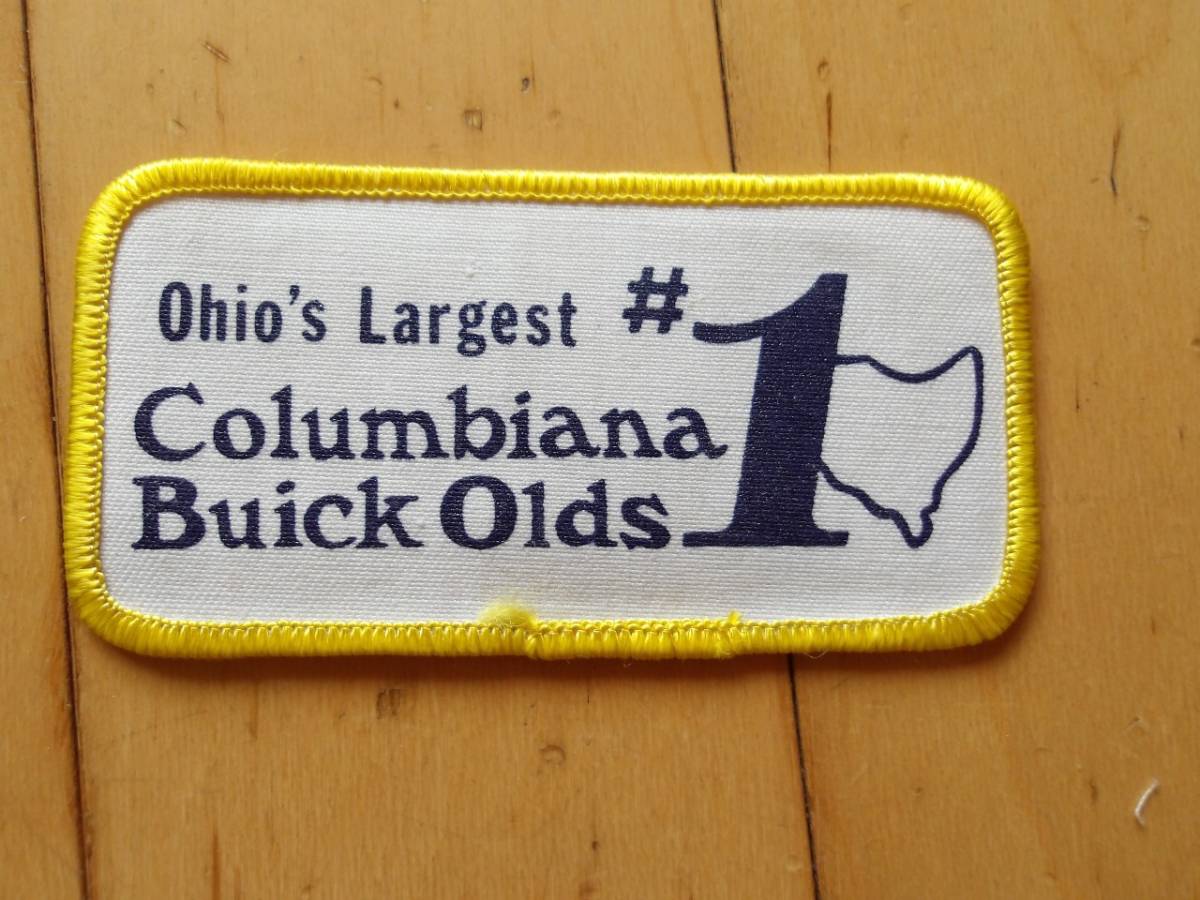 Ohio's Largest #1
Columbiana
Buick Olds